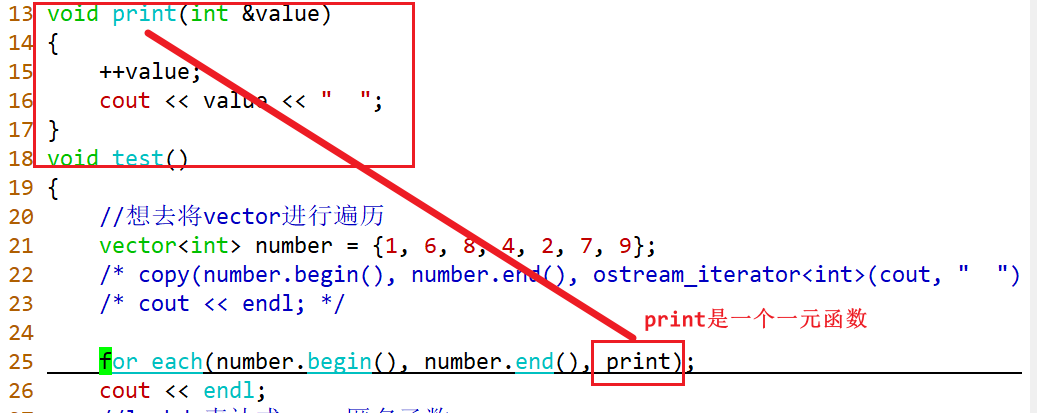 13 void print(int &value)
14 {
15     ++value;
16     cout << value << "  ";
17 }
18 void test()
19 {
20     //想去将vector进行遍历
21     vector<int> number = {1, 6, 8, 4, 2, 7, 9};
22     /* copy(number.begin(), number.end(), ostream_iterator<int>(cout, "  ")
23     /* cout << endl; */
24
print是一个一元函数
25     for_each(number.begin(), number.end(), print);
26     cout << endl;